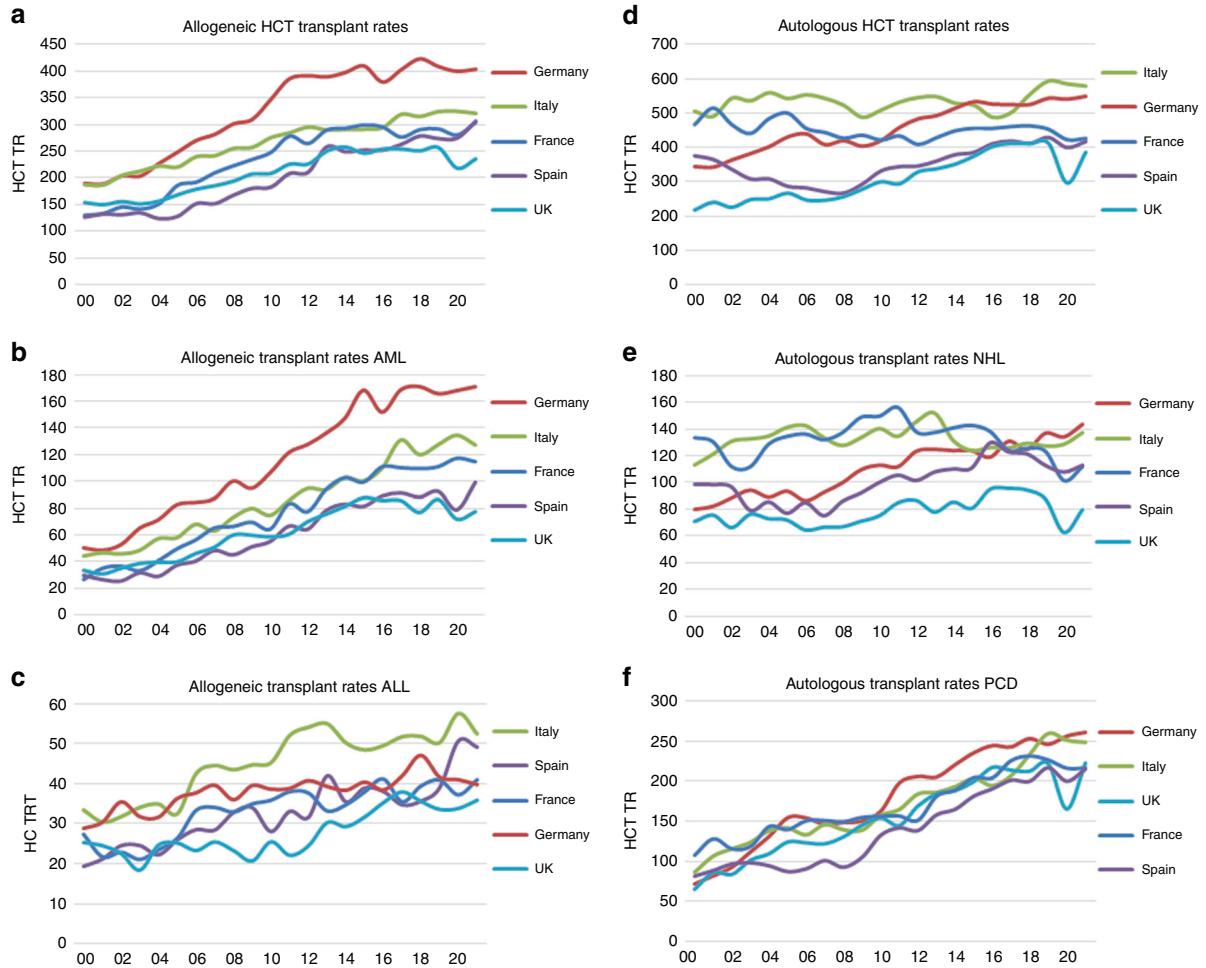 a
Allogeneic HCT transplant rates
HCT TR
450
400
350
300
250
200
150
100
50
0
00 02 04 06 08 10 12 14 16 18 20
Germany
Italy
France
Spain
UK
b
Allogeneic transplant rates AML
HCT TR
180
160
140
120
100
80
60
40
20
0
00 02 04 06 08 10 12 14 16 18 20
Germany
Italy
France
Spain
UK
c
Allogeneic transplant rates ALL
HC TRT
60
50
40
30
20
10
0
00 02 04 06 08 10 12 14 16 18 20
Italy
Spain
France
Germany
UK
d
Autologous HCT transplant rates
HCT TR
700
600
500
400
300
200
100
0
00 02 04 06 08 10 12 14 16 18 20
Italy
Germany
France
Spain
UK
e
Autologous transplant rates NHL
HCT TR
180
160
140
120
100
80
60
40
20
0
00 02 04 06 08 10 12 14 16 18 20
Germany
Italy
France
Spain
UK
f
Autologous transplant rates PCD
HCT TR
300
250
200
150
100
50
0
00 02 04 06 08 10 12 14 16 18 20
Germany
Italy
UK
France
Spain